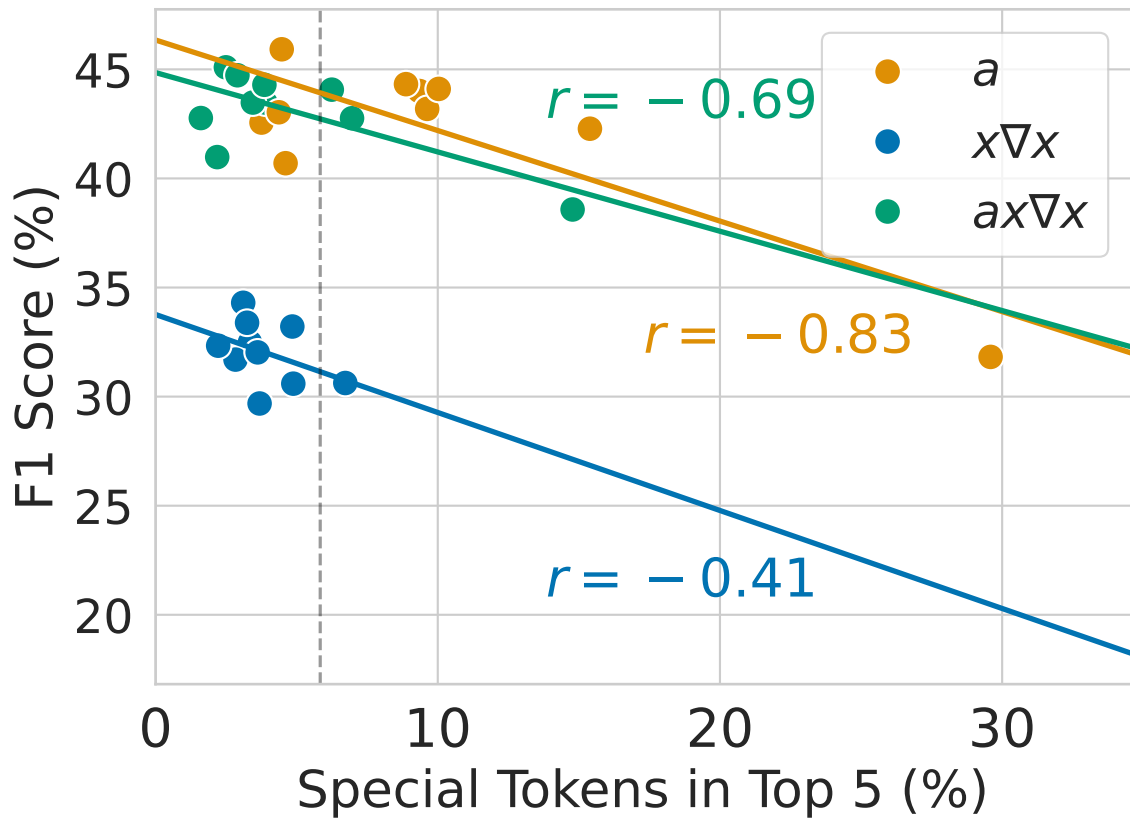 45
40
35
30
25
20
0 10 20 30
F1 Score (%)
Special Tokens in Top 5 (%)
r = − 0.69
r = − 0.83
r = − 0.41
a
x∇x
ax∇x